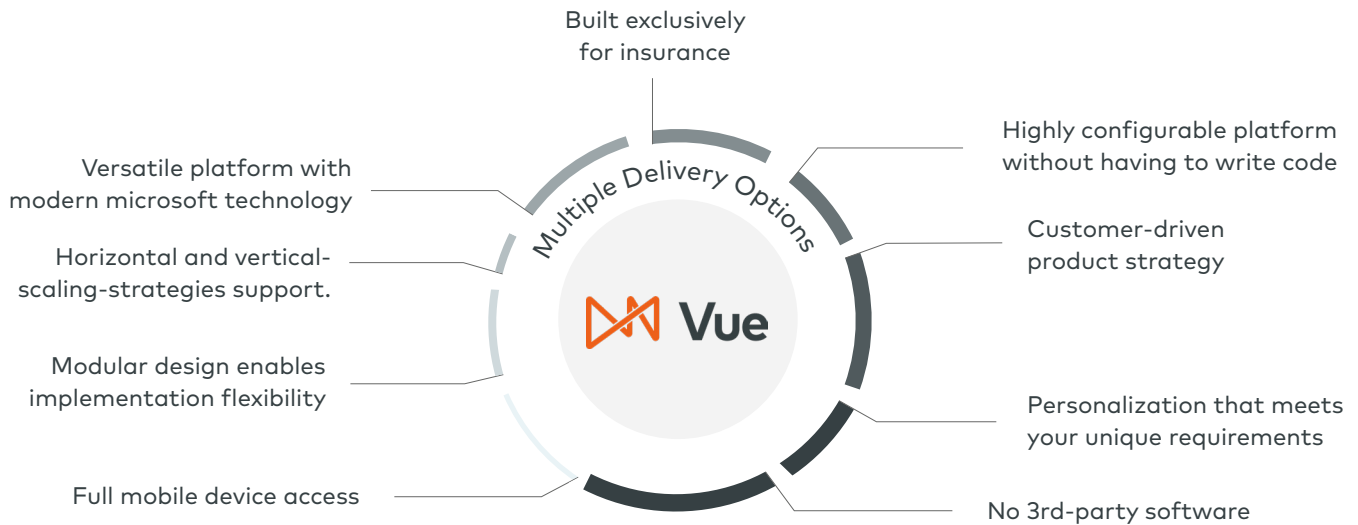 Built exclusively
for insurance
Highly configurable platform
without having to write code
Customer-driven
product strategy
Personalization that meets
your unique requirements
No 3rd-party software
Full mobile device access
Modular design enables
implementation flexibility
Horizontal and vertical-
scaling-strategies support.
Versatile platform with
modern microsoft technology
Multiple Delivery Options
Vue